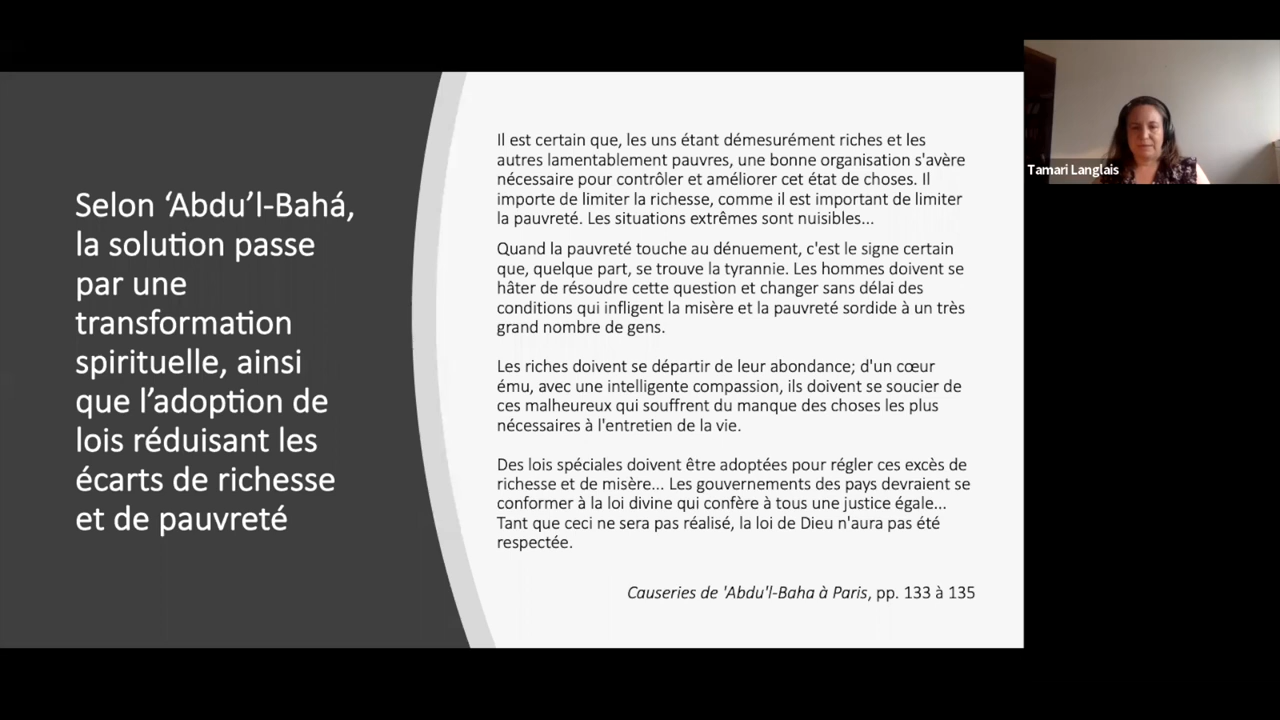 Selon ‘Abdu’l-Bahá,
la solution passe
par une
transformation
spirituelle, ainsi
que l’adoption de
lois réduisant les
écarts de richesse
et de pauvreté
Il est certain que, les uns étant démesurément riches et les
autres lamentablement pauvres, une bonne organisation s'avère
nécessaire pour contrôler et améliorer cet état de choses. Il
importe de limiter la richesse, comme il est important de limiter
la pauvreté. Les situations extrêmes sont nuisibles...
Quand la pauvreté touche au dénuement, c'est le signe certain
que, quelque part, se trouve la tyrannie. Les hommes doivent se
hâter de résoudre cette question et changer sans délai des
conditions qui infligent la misère et la pauvreté sordide à un très
grand nombre de gens.
Les riches doivent se départir de leur abondance; d'un cœur
ému, avec une intelligente compassion, ils doivent se soucier de
ces malheureux qui souffrent du manque des choses les plus
nécessaires à l'entretien de la vie.
Des lois spéciales doivent être adoptées pour régler ces excès de
richesse et de misère... Les gouvernements des pays devraient se
conformer à la loi divine qui confère à tous une justice égale...
Tant que ceci ne sera pas réalisé, la loi de Dieu n'aura pas été
respectée.
Causeries de 'Abdu'l-Baha à Paris, pp. 133 à 135
Tamari Langlais